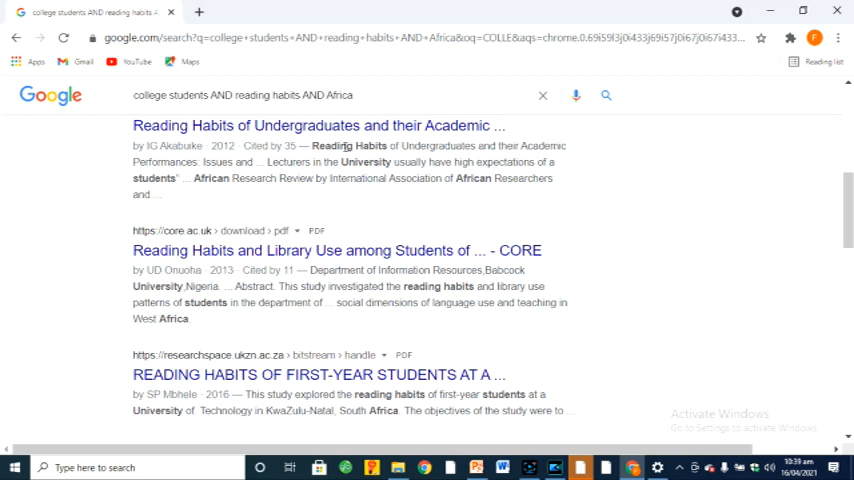 college students AND reading habits A
google.com/search?q=college+students+AND+reading+habits+AND+Africa&oq=COLLE&aqs=chrome.0.69i59l3j0i433j69i57j0i67j0i67i433...
Apps Gmail YouTube Maps Reading list
Google college students AND reading habits AND Africa
Reading Habits of Undergraduates and their Academic ...
by IG Akabuike · 2012 · Cited by 35 — Reading Habits of Undergraduates and their Academic
Performances: Issues and ... Lecturers in the University usually have high expectations of a
students" ... African Research Review by International Association of African Researchers
and ...
https://core.ac.uk › download › pdf PDF
Reading Habits and Library Use among Students of ... - CORE
by UD Onuoha · 2013 · Cited by 11 — Department of Information Resources,Babcock
University,Nigeria. ... Abstract. This study investigated the reading habits and library use
patterns of students in the department of ... social dimensions of language use and teaching in
West Africa.
https://researchspace.ukzn.ac.za › bitstream › handle PDF
READING HABITS OF FIRST-YEAR STUDENTS AT A ...
by SP Mbhele · 2016 — This study explored the reading habits of first-year students at a
University of. Technology in KwaZulu-Natal, South Africa. The objectives of the study were to ...
Activate Windows
Go to Settings to activate Windows.
Type here to search
10:39 am
16/04/2021